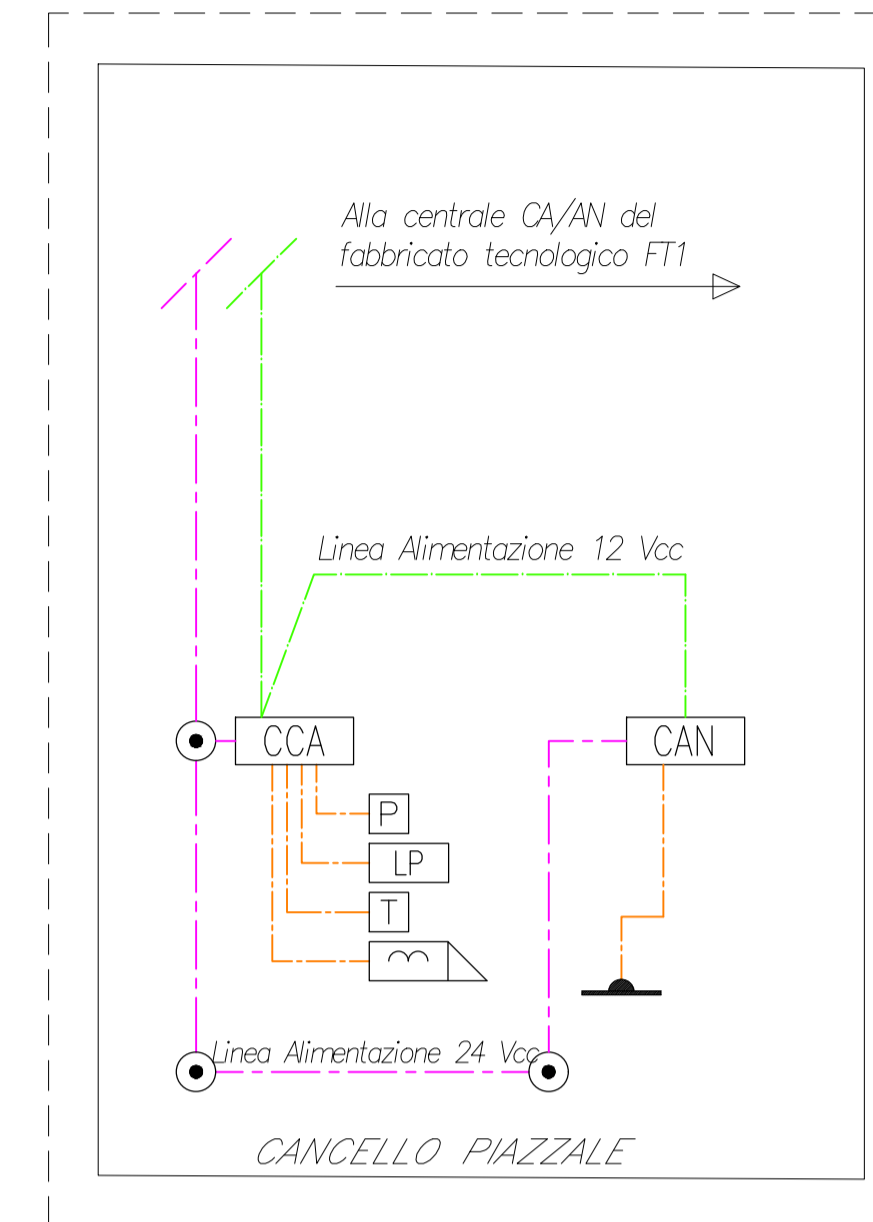 Alla centrale CA/AN del
fabbricato tecnologico FT1
Linea Alimentazione 12 Vcc
CCA
CAN
P
LP
T
Linea Alimentazione 24 Vcc
CANCELLO PIAZZALE